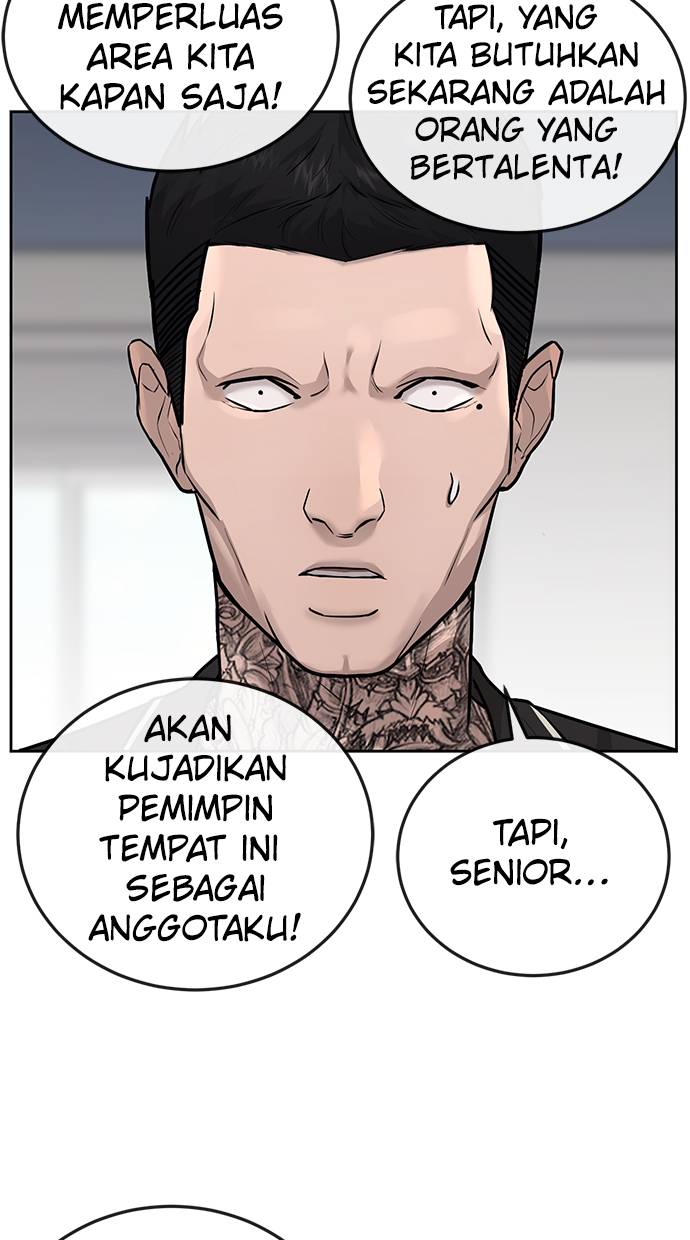 MEMPERLUAS
AREA KITA
KAPAN SAJA!
TAPI, YANG
KITA BUTUHKAN
SEKARANG ADALAH
ORANG YANG
BERTALENTA!
AKAN
KUJADIKAN
PEMIMPIN
TEMPAT INI
SEBAGAI
ANGGOTAKU!
TAPI,
SENIOR...